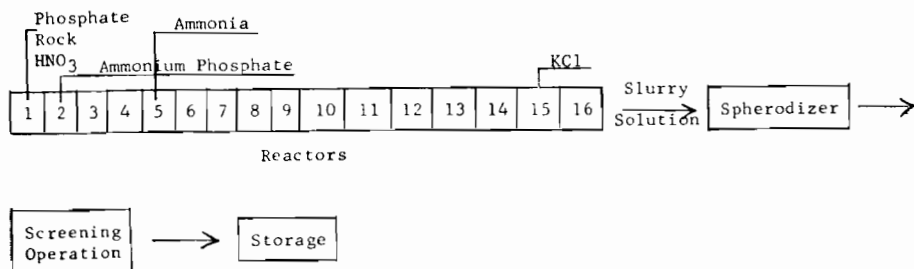 Phosphate
Rock
HNO3
Ammonia
Ammonium Phosphate
KCl
1 2 3 4 5 6 7 8 9 10 11 12 13 14 15 16
Slurry
Solution
Spherodizer
Reactors
Screening
Operation
Storage